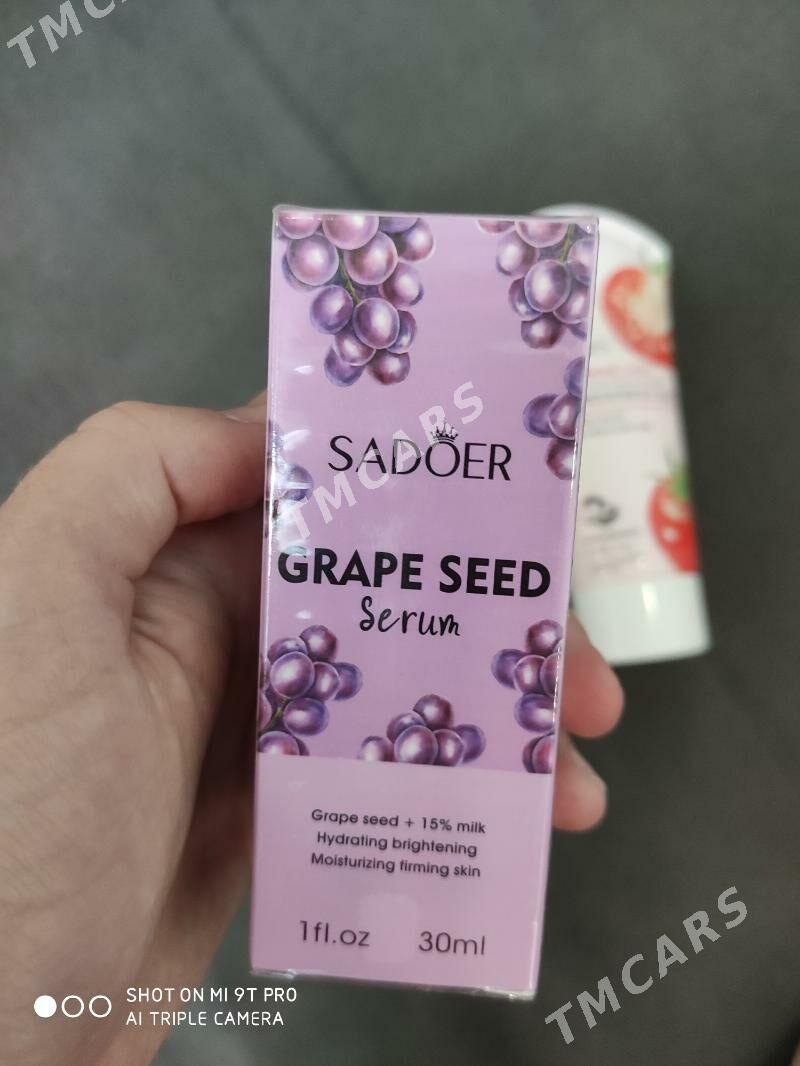 TMCARS
SADOER
TMCARS
GRAPE SEED
Serum
Grape seed + 15% milk
Hydrating brightening
Moisturizing firming skin
1fl.oz 30ml
TMCARS
SHOT ON MI 9T PRO
AI TRIPLE CAMERA